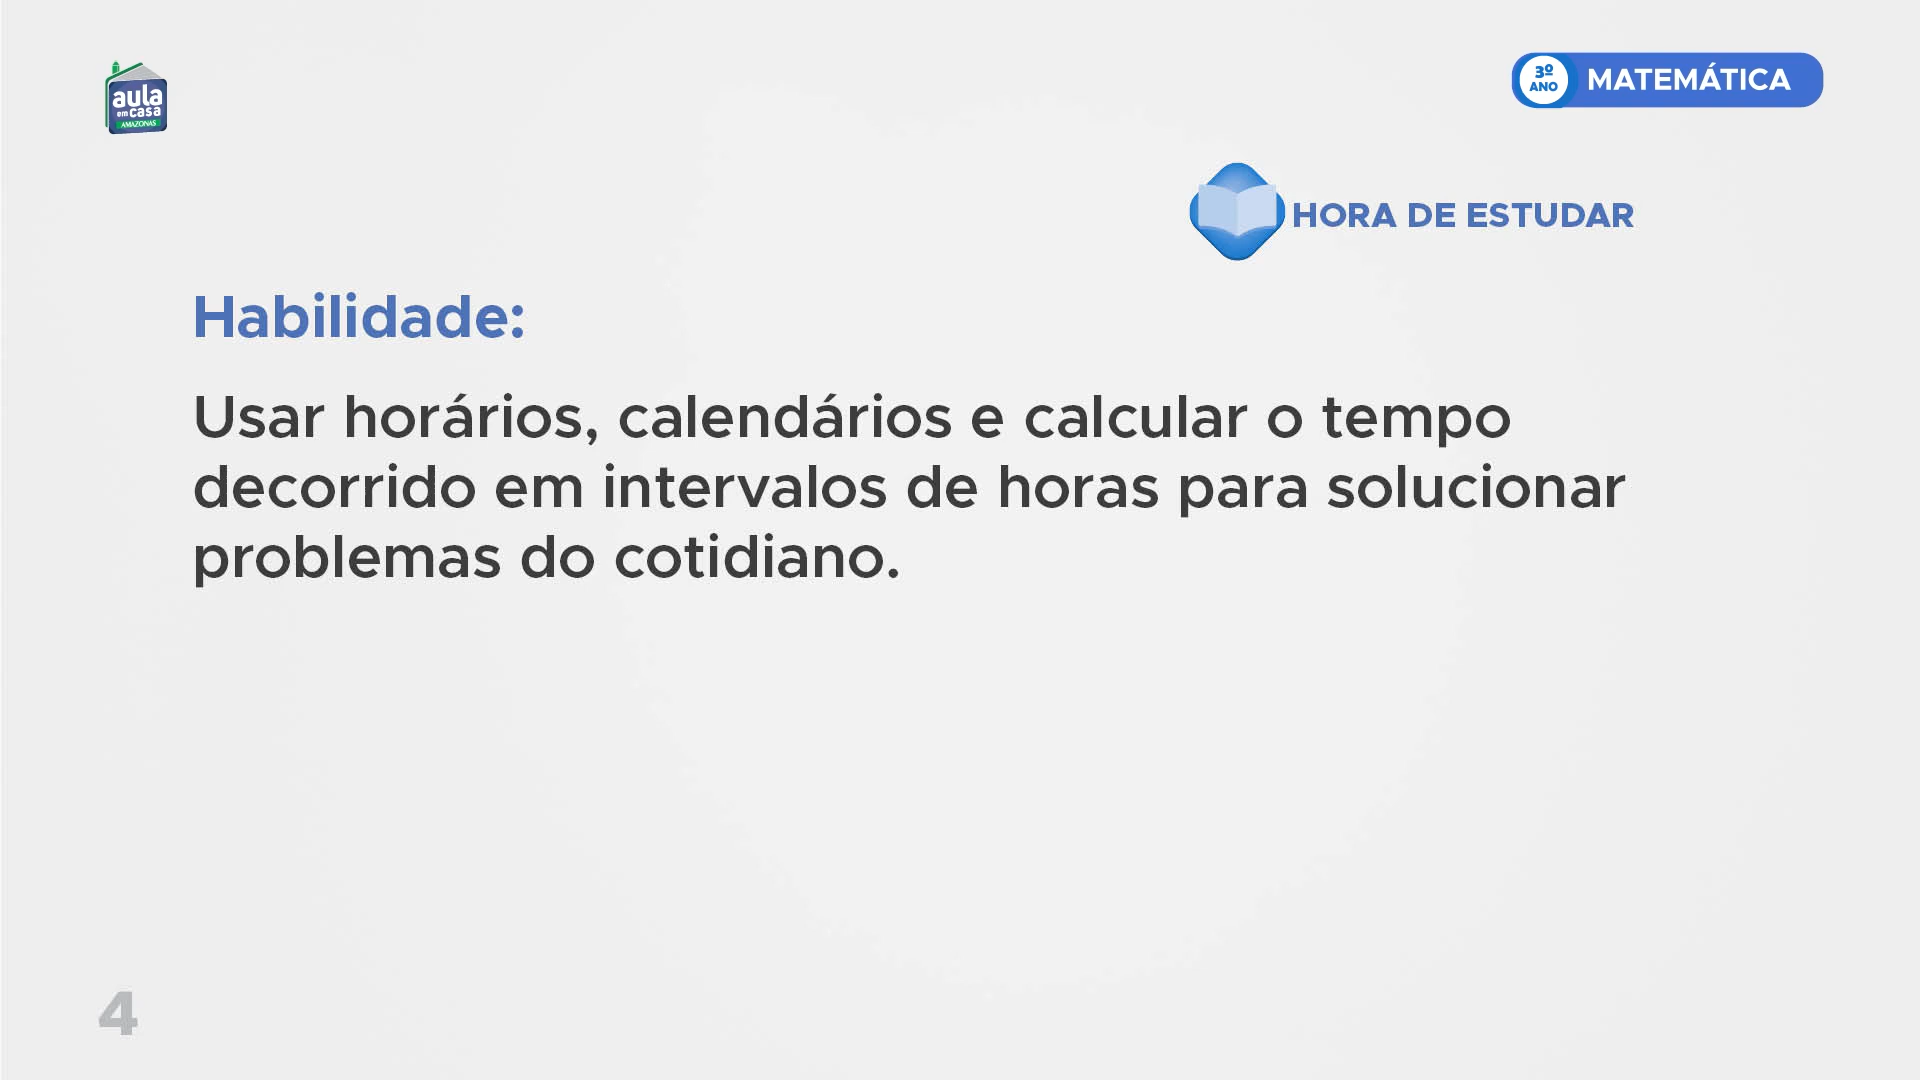 aula
em casa
AMAZONAS
3º
ANO
MATEMÁTICA
HORA DE ESTUDAR
Habilidade:
Usar horários, calendários e calcular o tempo
decorrido em intervalos de horas para solucionar
problemas do cotidiano.
4